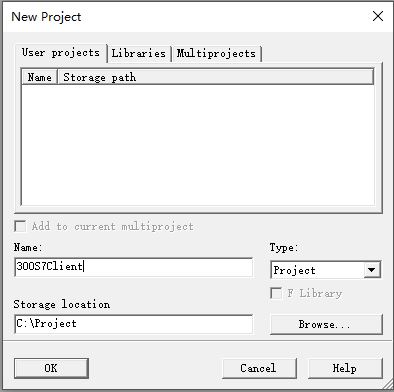 New Project
User projects Libraries Multiprojects
Name Storage path
Add to current multiproject
Name: Type:
300S7Client Project
F Library
Storage location
C:\Project Browse...
OK Cancel Help